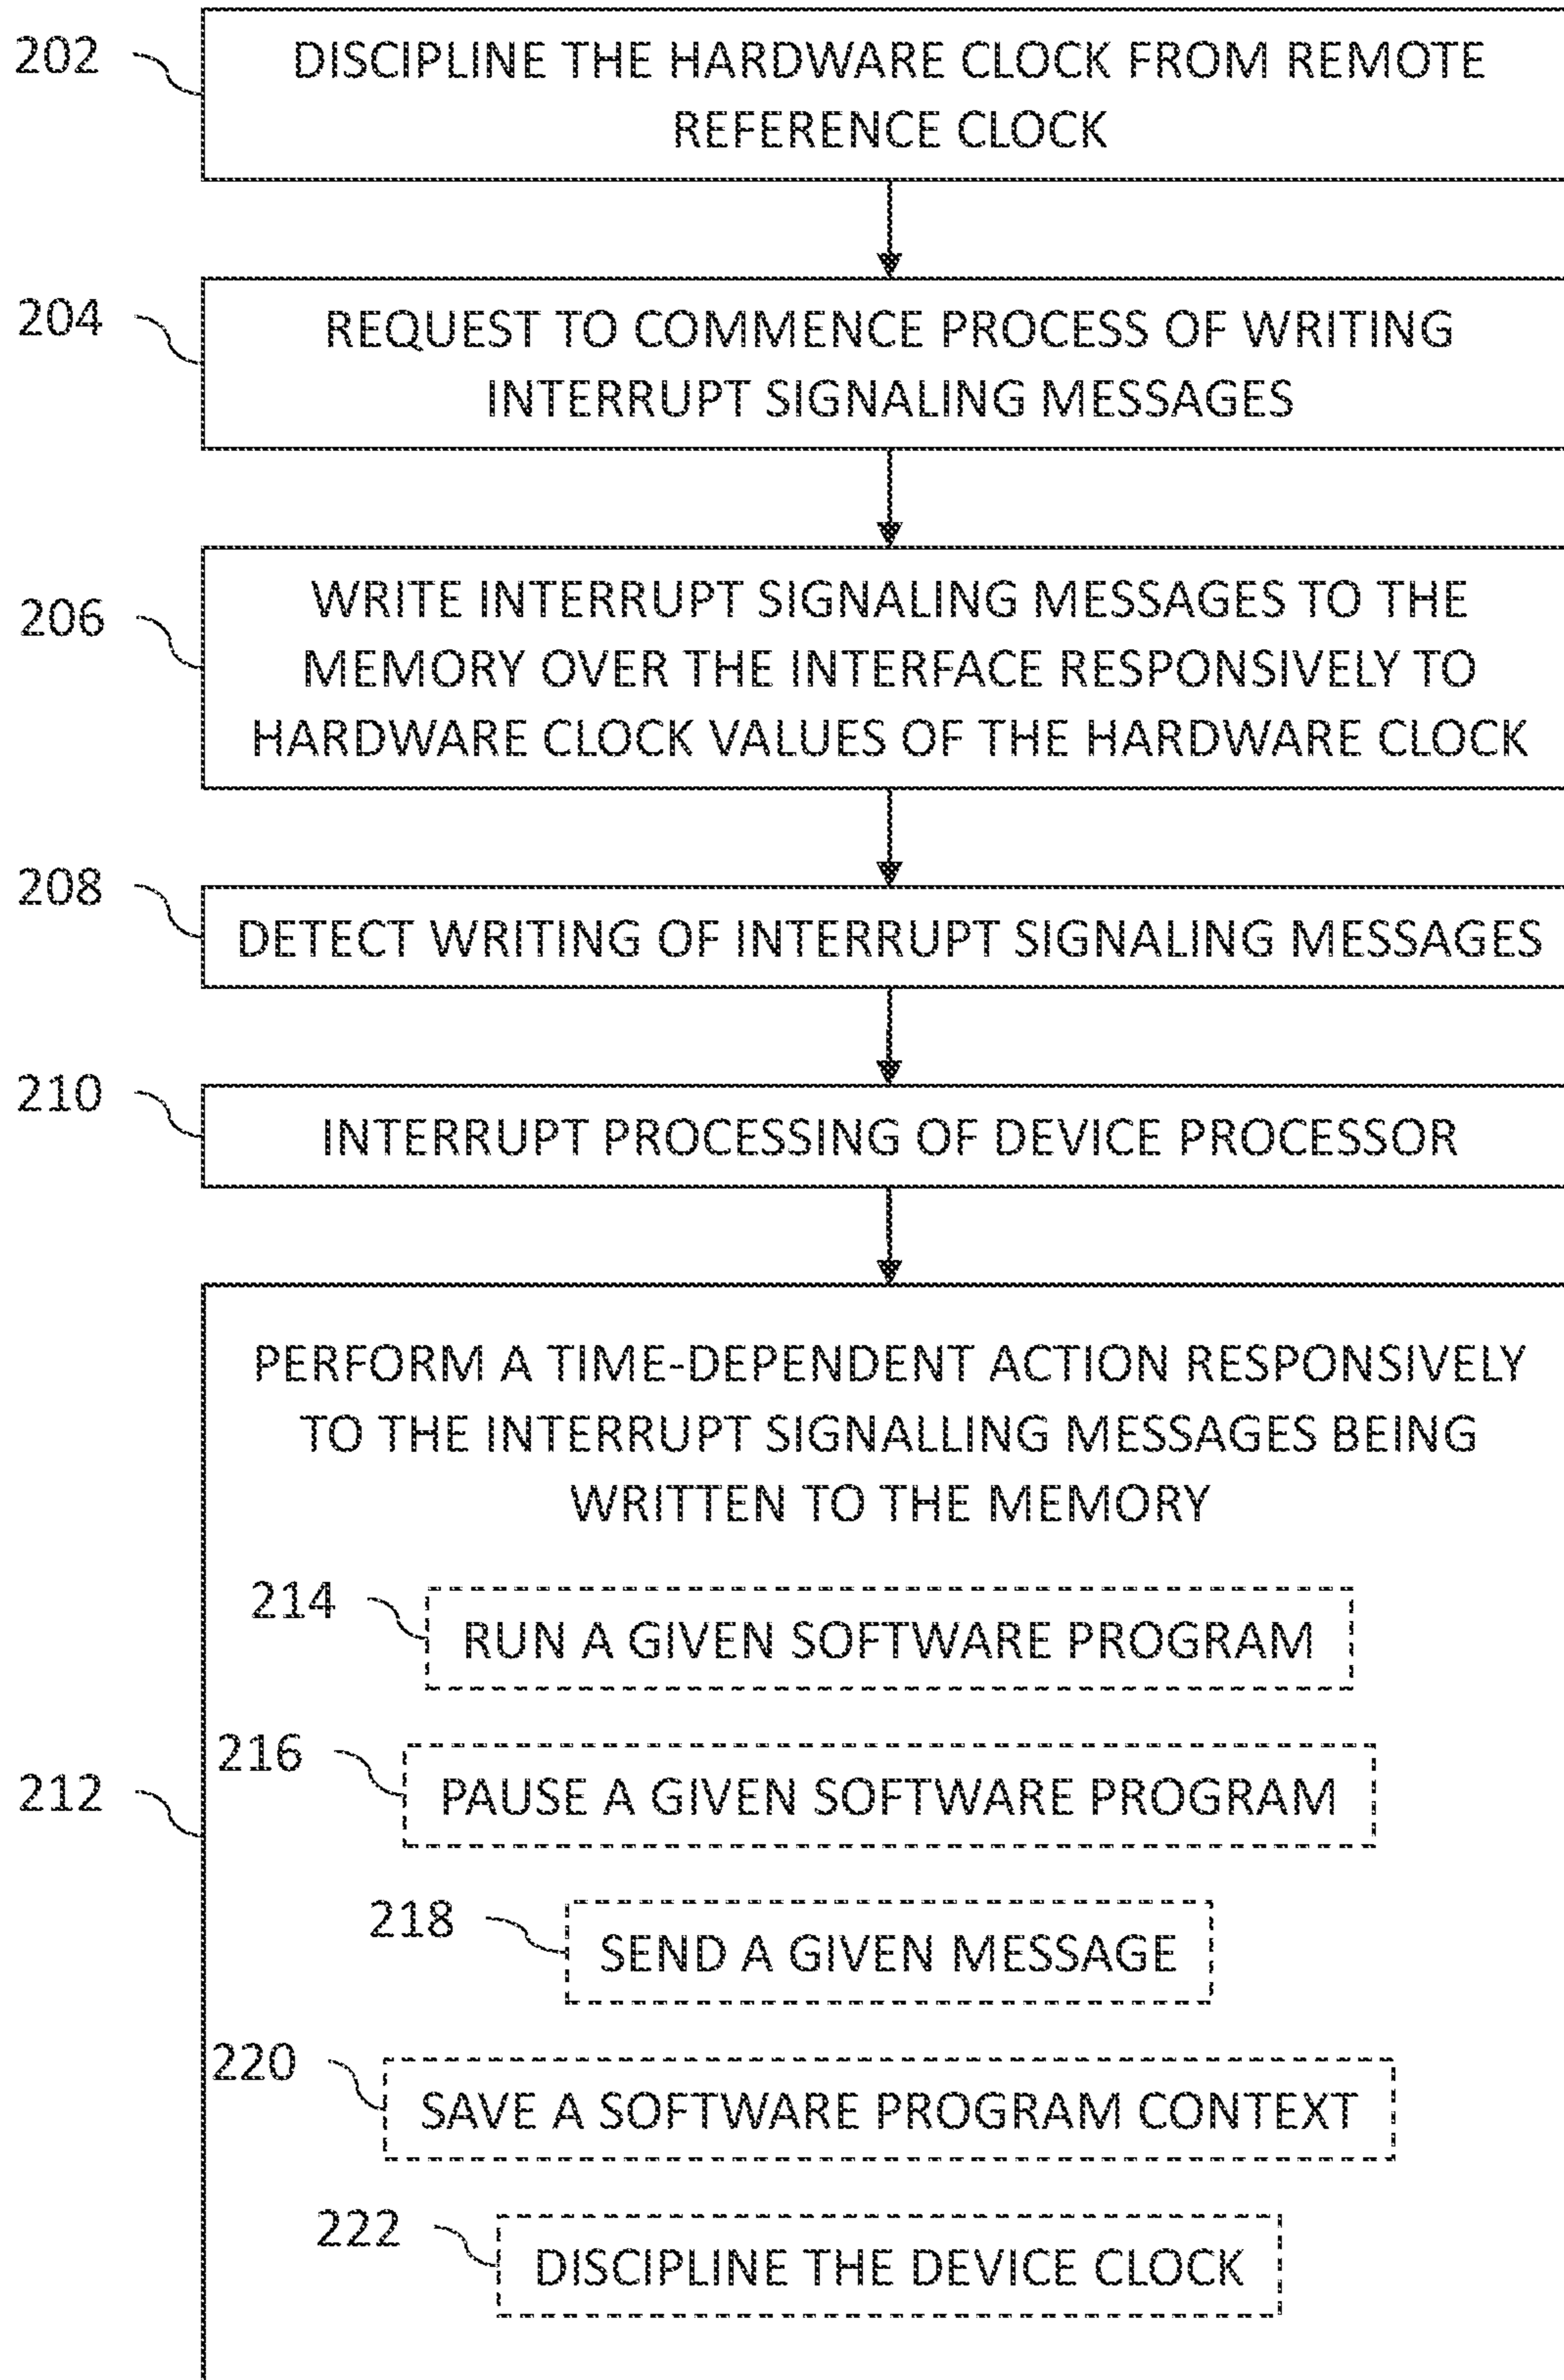 202
DISCIPLINE THE HARDWARE CLOCK FROM REMOTE
REFERENCE CLOCK
204
REQUEST TO COMMENCE PROCESS OF WRITING
INTERRUPT SIGNALING MESSAGES
206
WRITE INTERRUPT SIGNALING MESSAGES TO THE
MEMORY OVER THE INTERFACE RESPONSIVELY TO
HARDWARE CLOCK VALUES OF THE HARDWARE CLOCK
208
DETECT WRITING OF INTERRUPT SIGNALING MESSAGES
210
INTERRUPT PROCESSING OF DEVICE PROCESSOR
212
PERFORM A TIME-DEPENDENT ACTION RESPONSIVELY
TO THE INTERRUPT SIGNALLING MESSAGES BEING
WRITTEN TO THE MEMORY
214
RUN A GIVEN SOFTWARE PROGRAM
216
PAUSE A GIVEN SOFTWARE PROGRAM
218
SEND A GIVEN MESSAGE
220
SAVE A SOFTWARE PROGRAM CONTEXT
222
DISCIPLINE THE DEVICE CLOCK